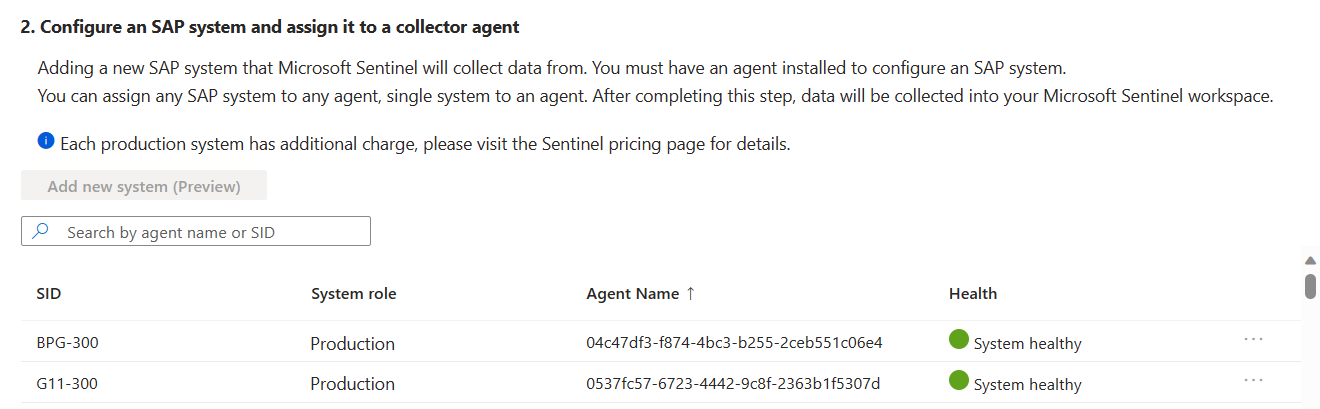 2. Configure an SAP system and assign it to a collector agent
Adding a new SAP system that Microsoft Sentinel will collect data from. You must have an agent installed to configure an SAP system.
You can assign any SAP system to any agent, single system to an agent. After completing this step, data will be collected into your Microsoft Sentinel workspace.
Each production system has additional charge, please visit the Sentinel pricing page for details.
Add new system (Preview)
Search by agent name or SID
SID System role Agent Name ↑ Health
BPG-300 Production 04c47df3-f874-4bc3-b255-2ceb551c06e4 System healthy ...
G11-300 Production 0537fc57-6723-4442-9c8f-2363b1f5307d System healthy ...